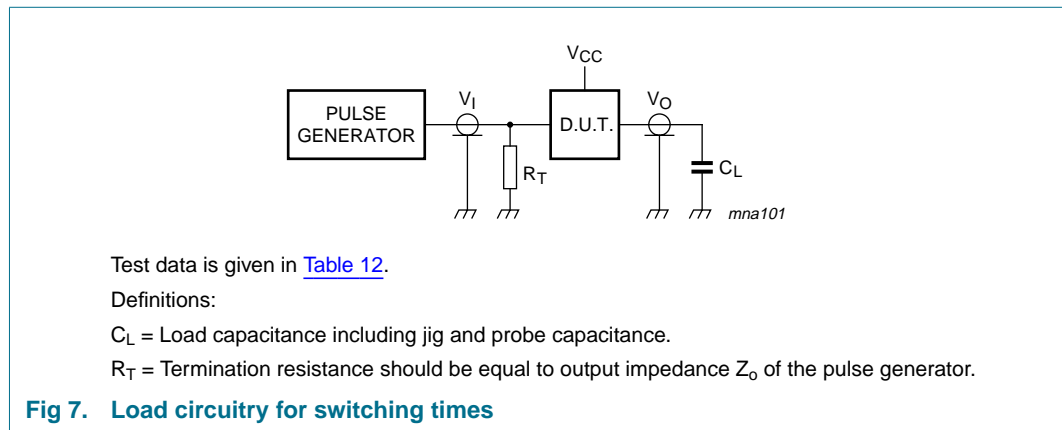 VCC
PULSE
GENERATOR
VI
D.U.T.
VO
RT
CL
mna101
Test data is given in Table 12.
Definitions:
CL = Load capacitance including jig and probe capacitance.
RT = Termination resistance should be equal to output impedance Zo of the pulse generator.
Fig 7. Load circuitry for switching times